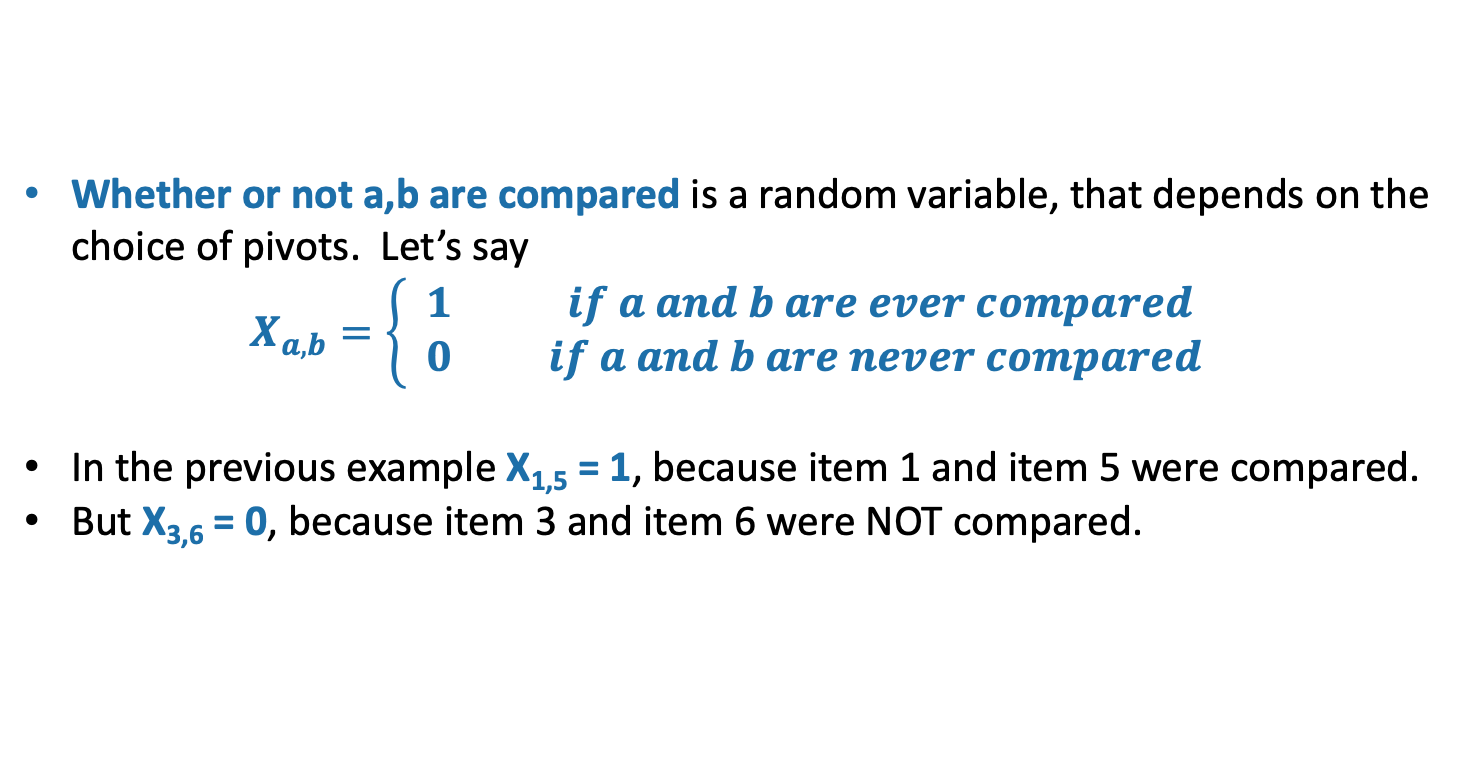 • Whether or not a,b are compared is a random variable, that depends on the
choice of pivots.  Let’s say
X_{a,b} = { 1 if a and b are ever compared
0 if a and b are never compared
• In the previous example X_{1,5} = 1, because item 1 and item 5 were compared.
• But X_{3,6} = 0, because item 3 and item 6 were NOT compared.